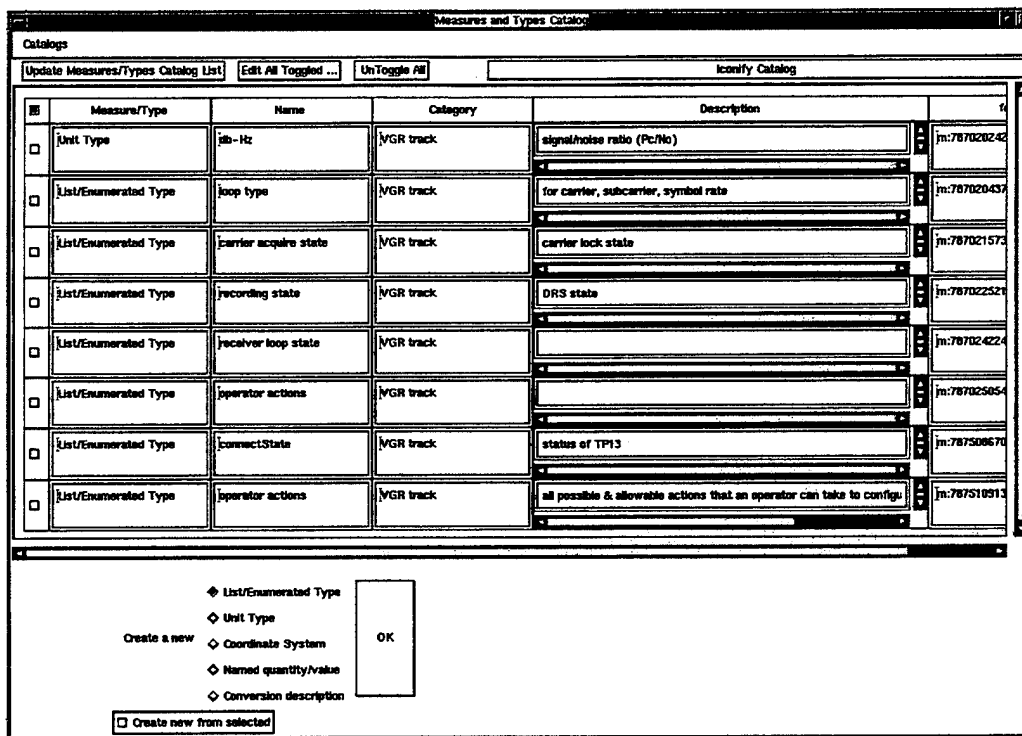 Measures and Types Catalog
Catalogs
Update Measures/Types Catalog List Edit All Toggled ... UnToggle All Iconify Catalog
Measure/Type Name Category Description
Unit Type db-Hz VGR track signal/noise ratio (Pc/No) m:787020242
List/Enumerated Type loop type VGR track for carrier, subcarrier, symbol rate m:787020437
List/Enumerated Type carrier acquire state VGR track carrier lock state m:787021573
List/Enumerated Type recording state VGR track DRS state m:787022521
List/Enumerated Type receiver loop state VGR track m:787024224
List/Enumerated Type operator actions VGR track m:787025054
List/Enumerated Type connectState VGR track status of TP13 m:787508670
List/Enumerated Type operator actions VGR track all possible & allowable actions that an operator can take to configu m:787510913
List/Enumerated Type
Unit Type
Create a new Coordinate System OK
Named quantity/value
Conversion description
Create new from selected